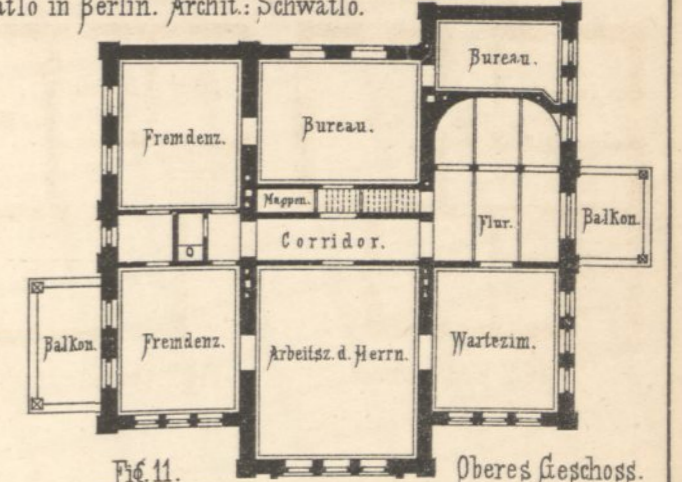 in Berlin. Archit.: Schwatlo.
Bureau.
Fremdenz.
Bureau.
Mappen.
Flur.
Balkon.
Corridor.
Balkon.
Fremdenz.
Arbeitsz. d. Herrn.
Wartezim.
Fig. 11.
Oberes Geschoss.